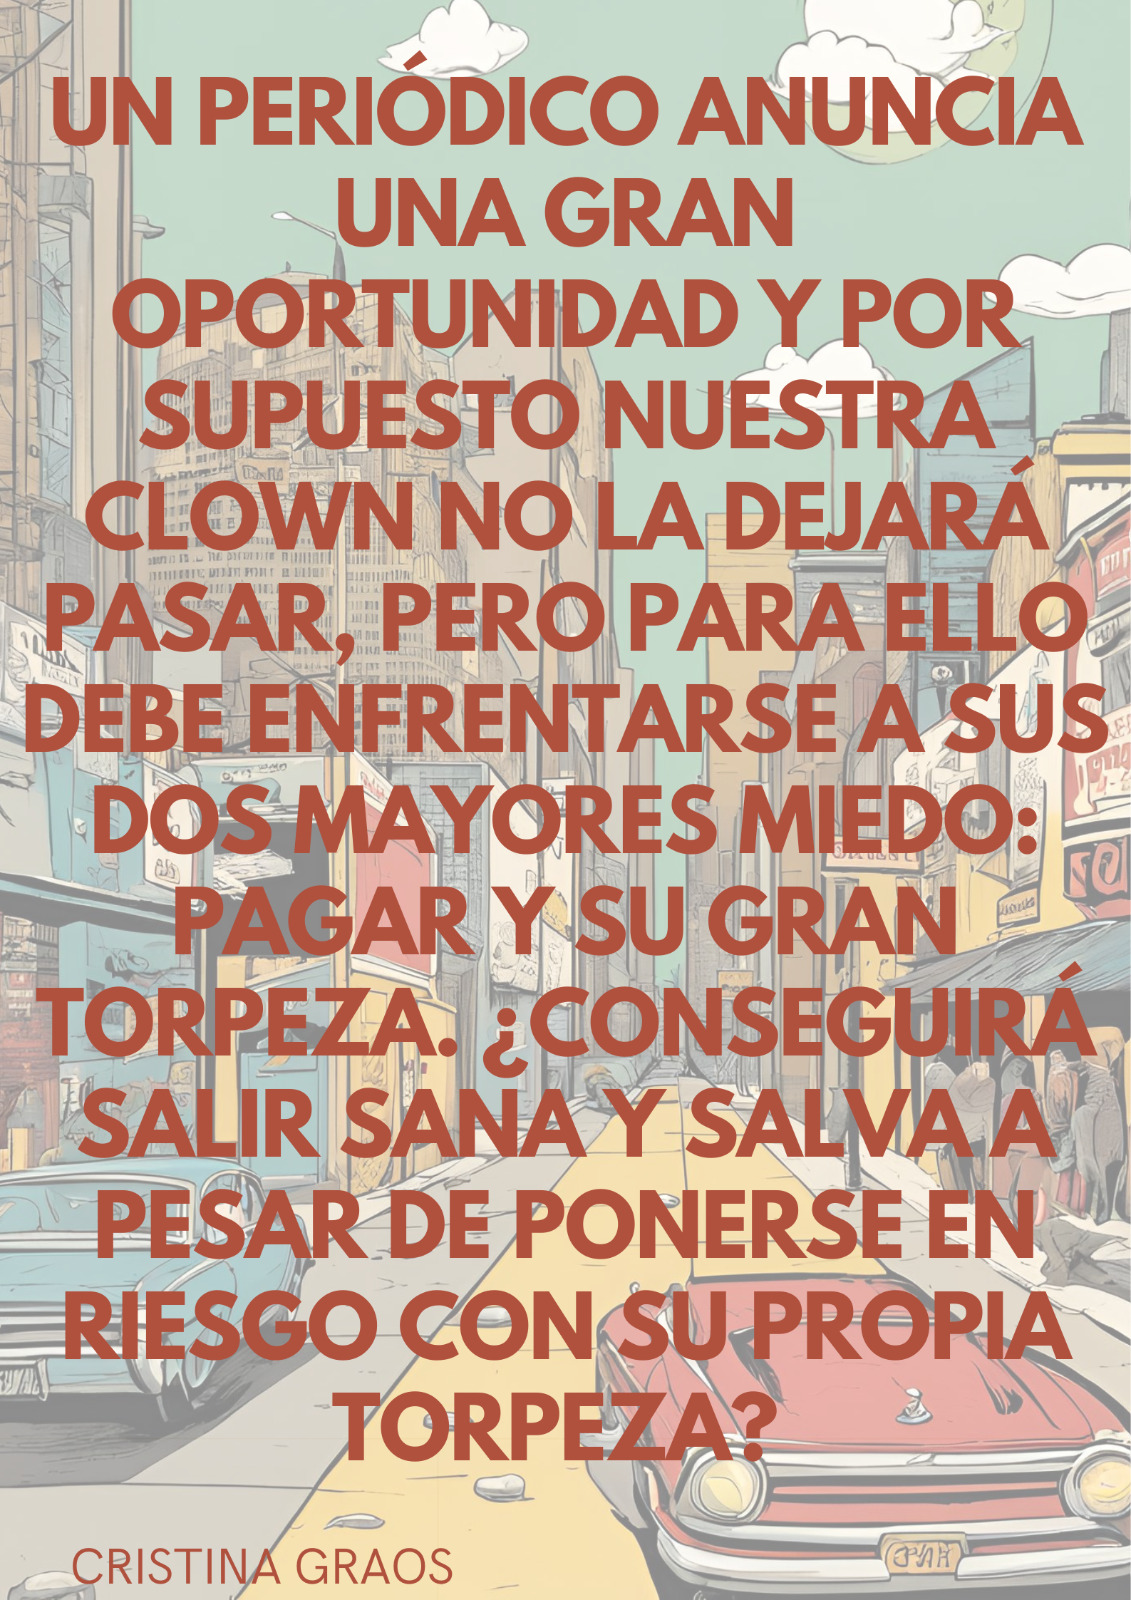 UN PERIÓDICO ANUNCIA
UNA GRAN
OPORTUNIDAD Y POR
SUPUESTO NUESTRA
CLOWN NO LA DEJARÁ
PASAR, PERO PARA ELLO
DEBE ENFRENTARSE A SUS
DOS MAYORES MIEDO:
PAGAR Y SU GRAN
TORPEZA. ¿CONSEGUIRÁ
SALIR SANA Y SALVA A
PESAR DE PONERSE EN
RIESGO CON SU PROPIA
TORPEZA?
CRISTINA GRAOS